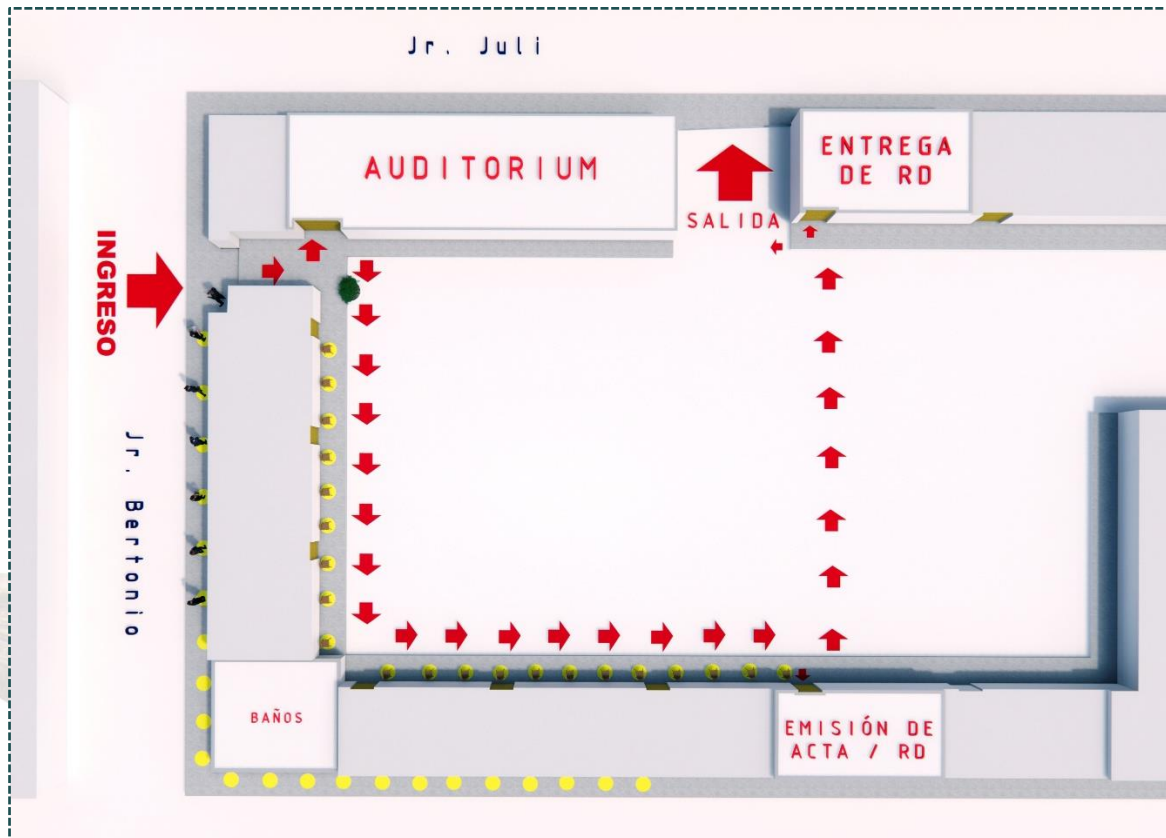 Jr. Juli
AUDITORIUM
ENTREGA
DE RD
SALIDA
INGRESO
Jr. Bertonio
BAÑOS
EMISIÓN DE
ACTA / RD